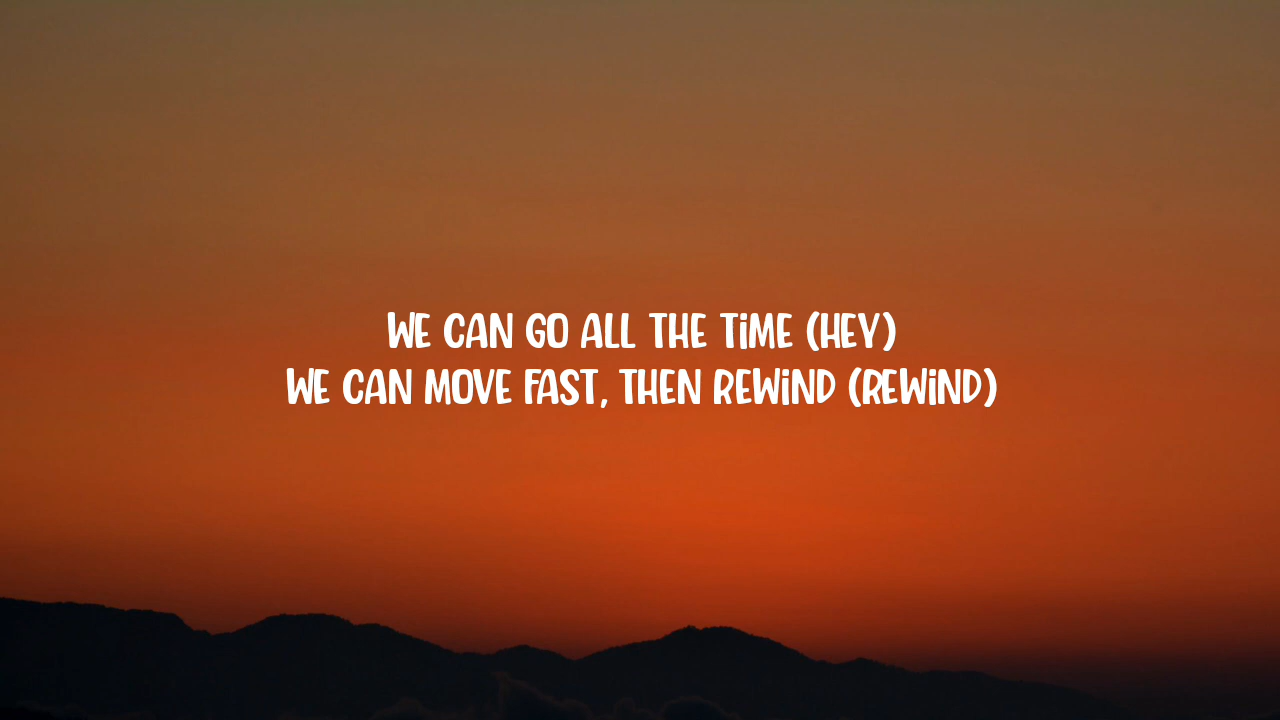 WE CAN GO ALL THE TIME (HEY)
WE CAN MOVE FAST, THEN REWIND (REWIND)